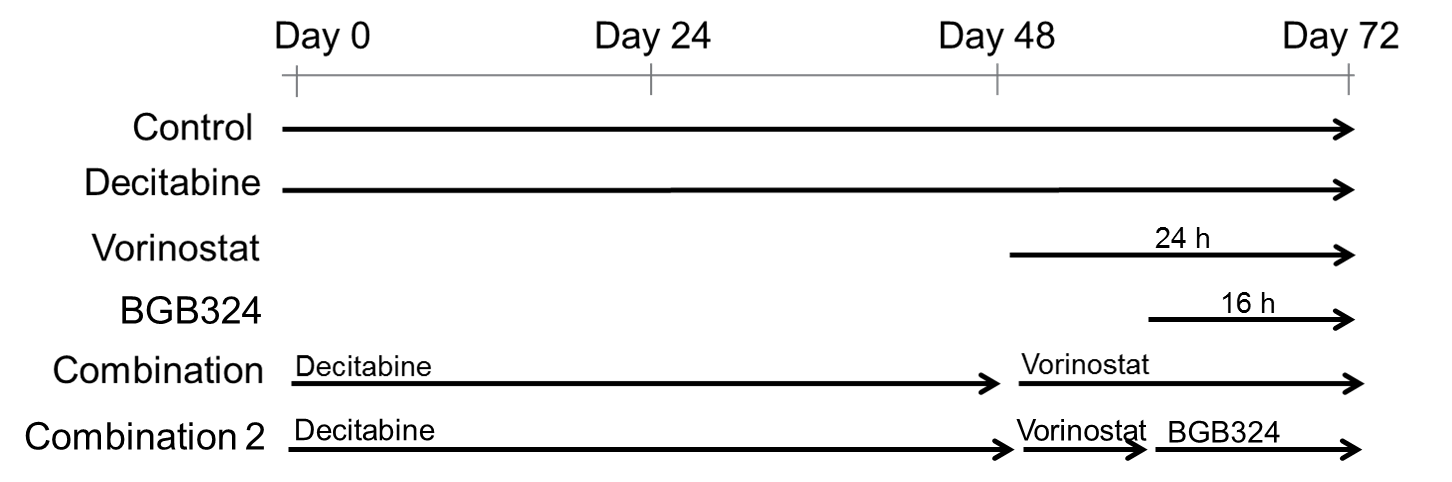 Day 0 Day 24 Day 48 Day 72
Control
Decitabine
Vorinostat 24 h
BGB324 16 h
Combination Decitabine Vorinostat
Combination 2 Decitabine Vorinostat BGB324